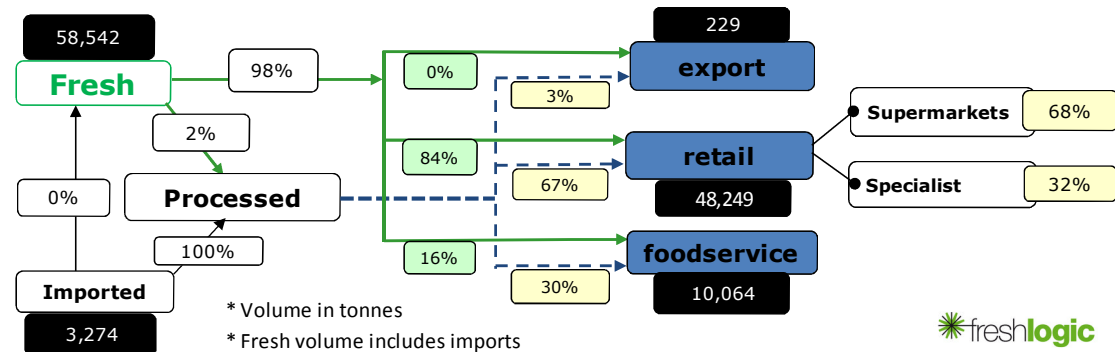 58,542
Fresh
98%
229
export
0%
3%
2%
Supermarkets 68%
84%
retail
67%
Processed
48,249
Specialist 32%
0%
100%
16%
foodservice
30%
10,064
Imported
3,274
* Volume in tonnes
* Fresh volume includes imports
freshlogic